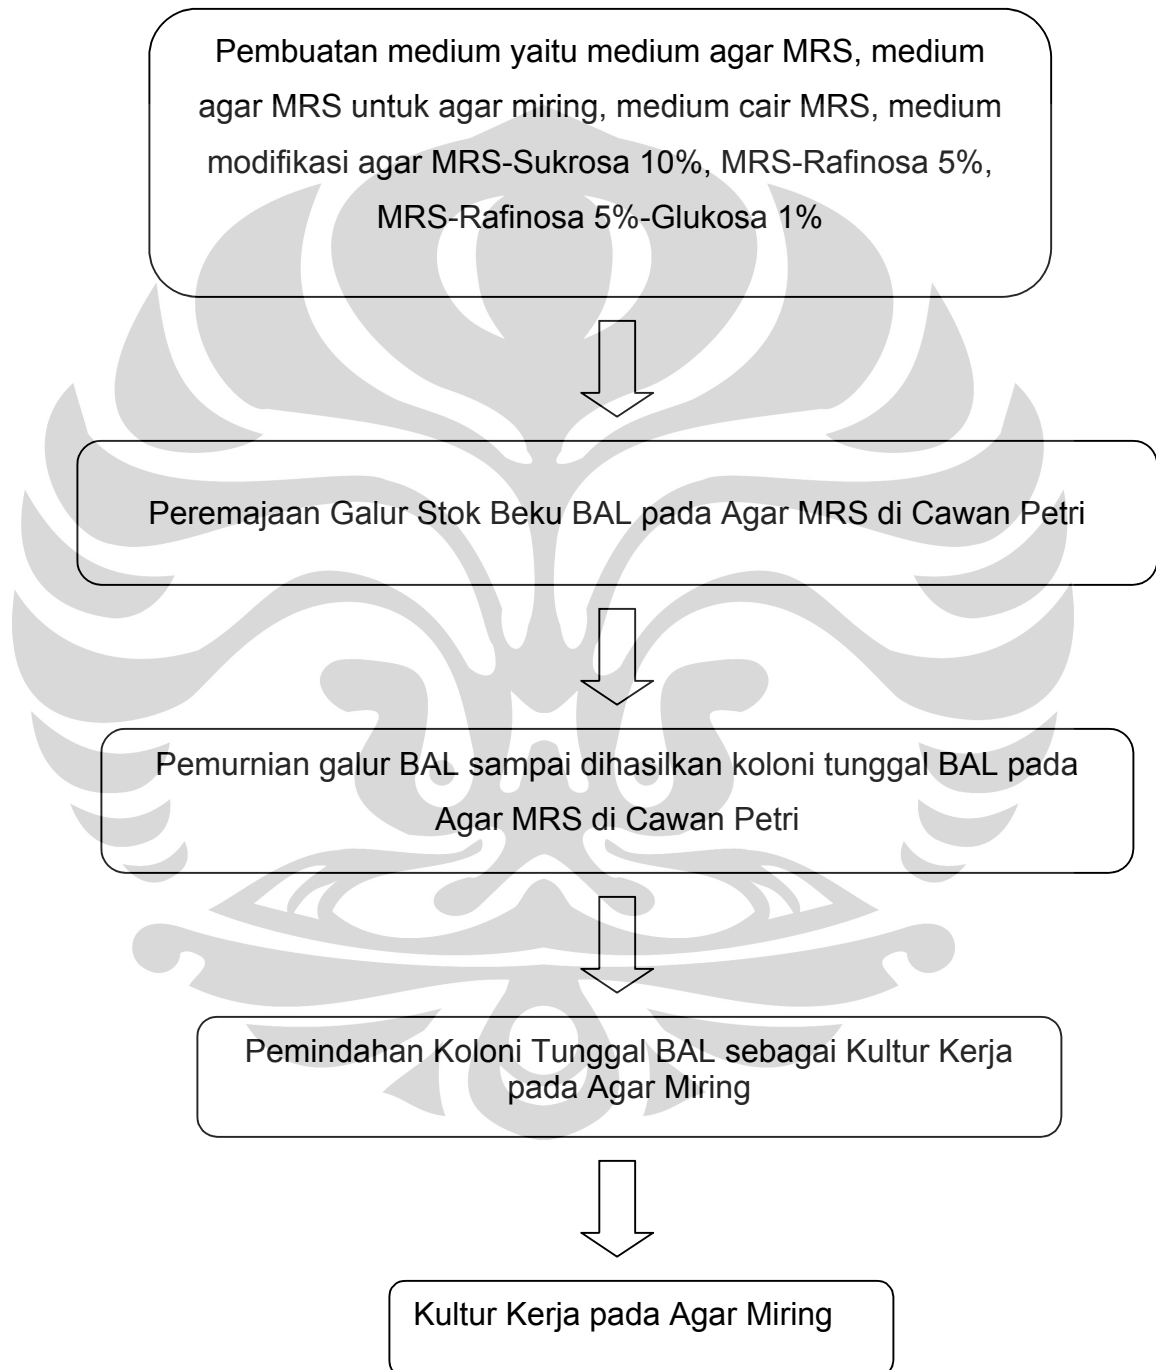 Pembuatan medium yaitu medium agar MRS, medium
agar MRS untuk agar miring, medium cair MRS, medium
modifikasi agar MRS-Sukrosa 10%, MRS-Rafinosa 5%,
MRS-Rafinosa 5%-Glukosa 1%
Peremajaan Galur Stok Beku BAL pada Agar MRS di Cawan Petri
Pemurnian galur BAL sampai dihasilkan koloni tunggal BAL pada
Agar MRS di Cawan Petri
Pemindahan Koloni Tunggal BAL sebagai Kultur Kerja
pada Agar Miring
Kultur Kerja pada Agar Miring